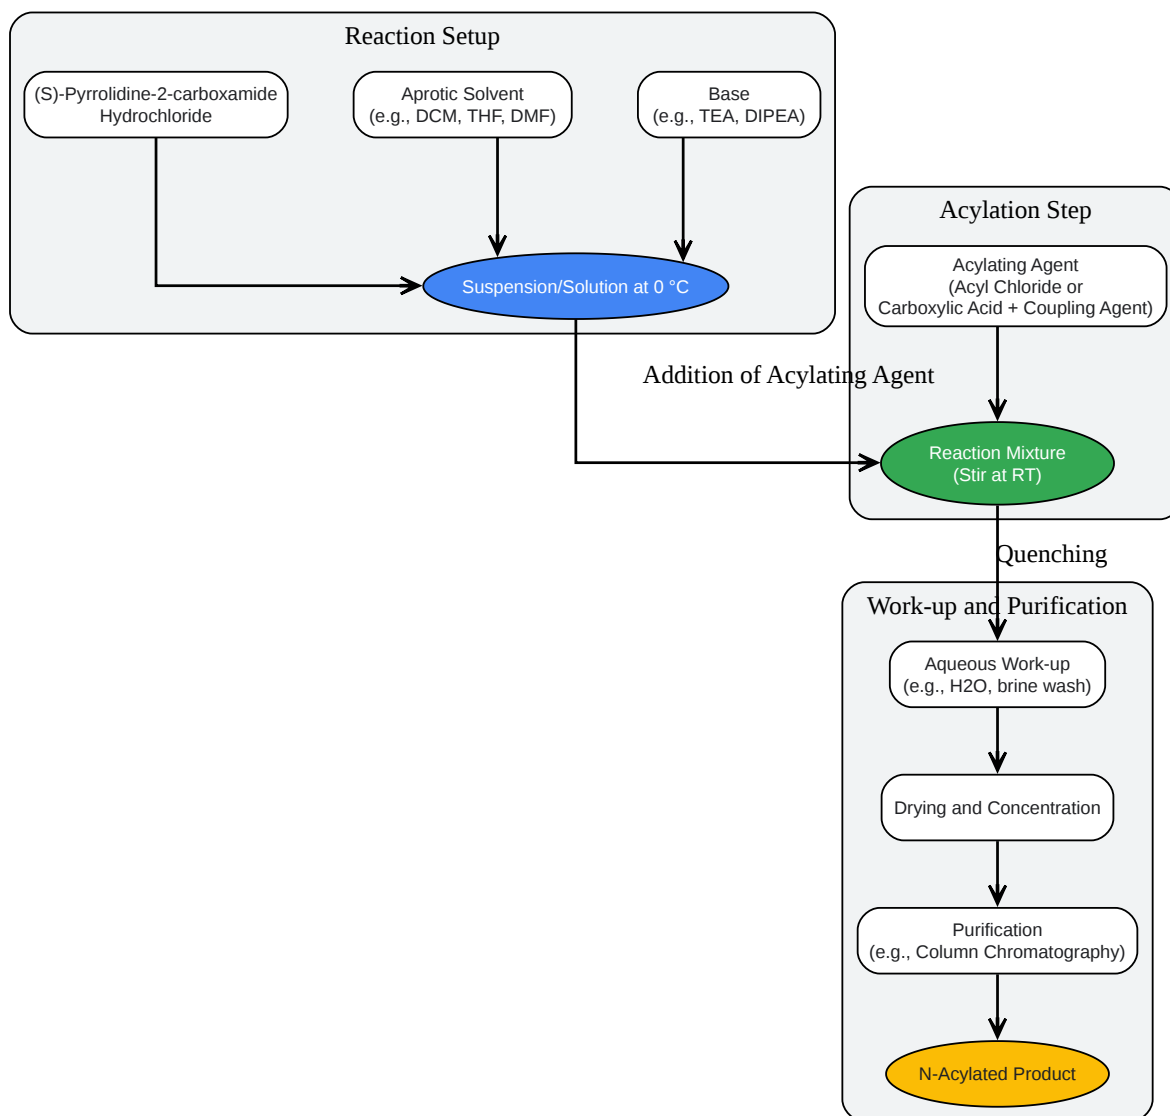 Reaction Setup
(S)-Pyrrolidine-2-carboxamide
Hydrochloride
Aprotic Solvent
(e.g., DCM, THF, DMF)
Base
(e.g., TEA, DIPEA)
Suspension/Solution at 0 °C
Addition of Acylating Agent
Acylation Step
Acylating Agent
(Acyl Chloride or
Carboxylic Acid + Coupling Agent)
Reaction Mixture
(Stir at RT)
Quenching
Work-up and Purification
Aqueous Work-up
(e.g., H2O, brine wash)
Drying and Concentration
Purification
(e.g., Column Chromatography)
N-Acylated Product